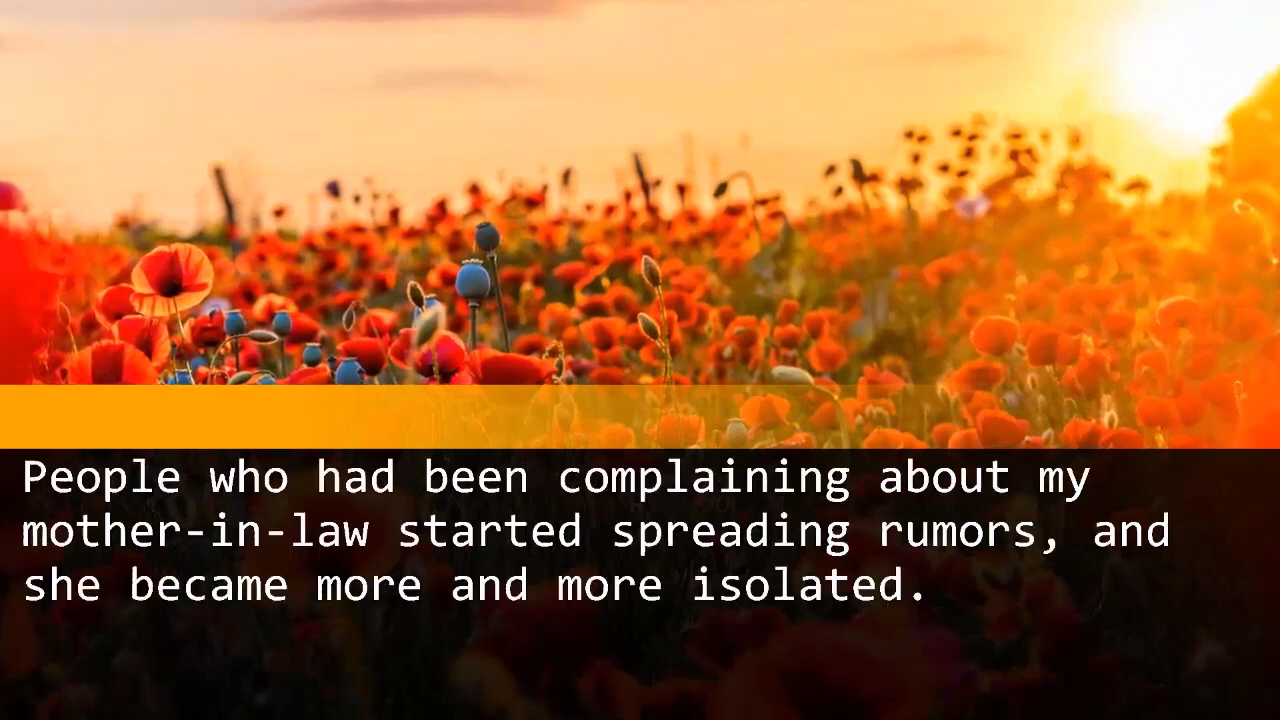 People who had been complaining about my
mother-in-law started spreading rumors, and
she became more and more isolated.